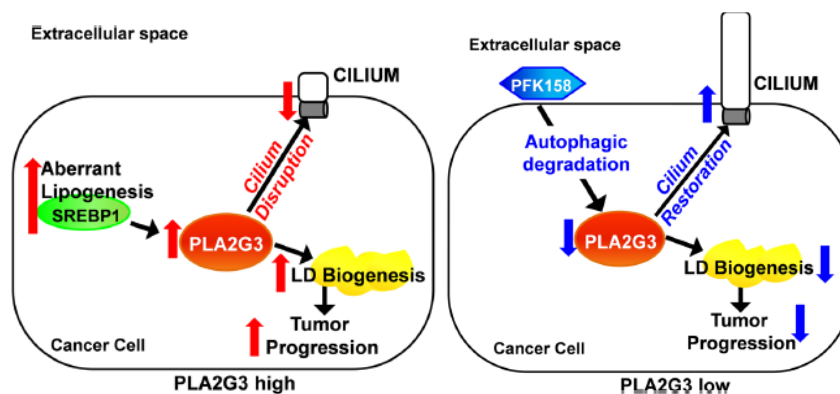 Extracellular space
CILIUM
Aberrant
Lipogenesis
SREBP1
Cilium
Disruption
PLA2G3
LD Biogenesis
Tumor
Progression
Cancer Cell
PLA2G3 high
Extracellular space
PFK158
CILIUM
Autophagic
degradation
Cilium
Restoration
PLA2G3
LD Biogenesis
Tumor
Progression
Cancer Cell
PLA2G3 low